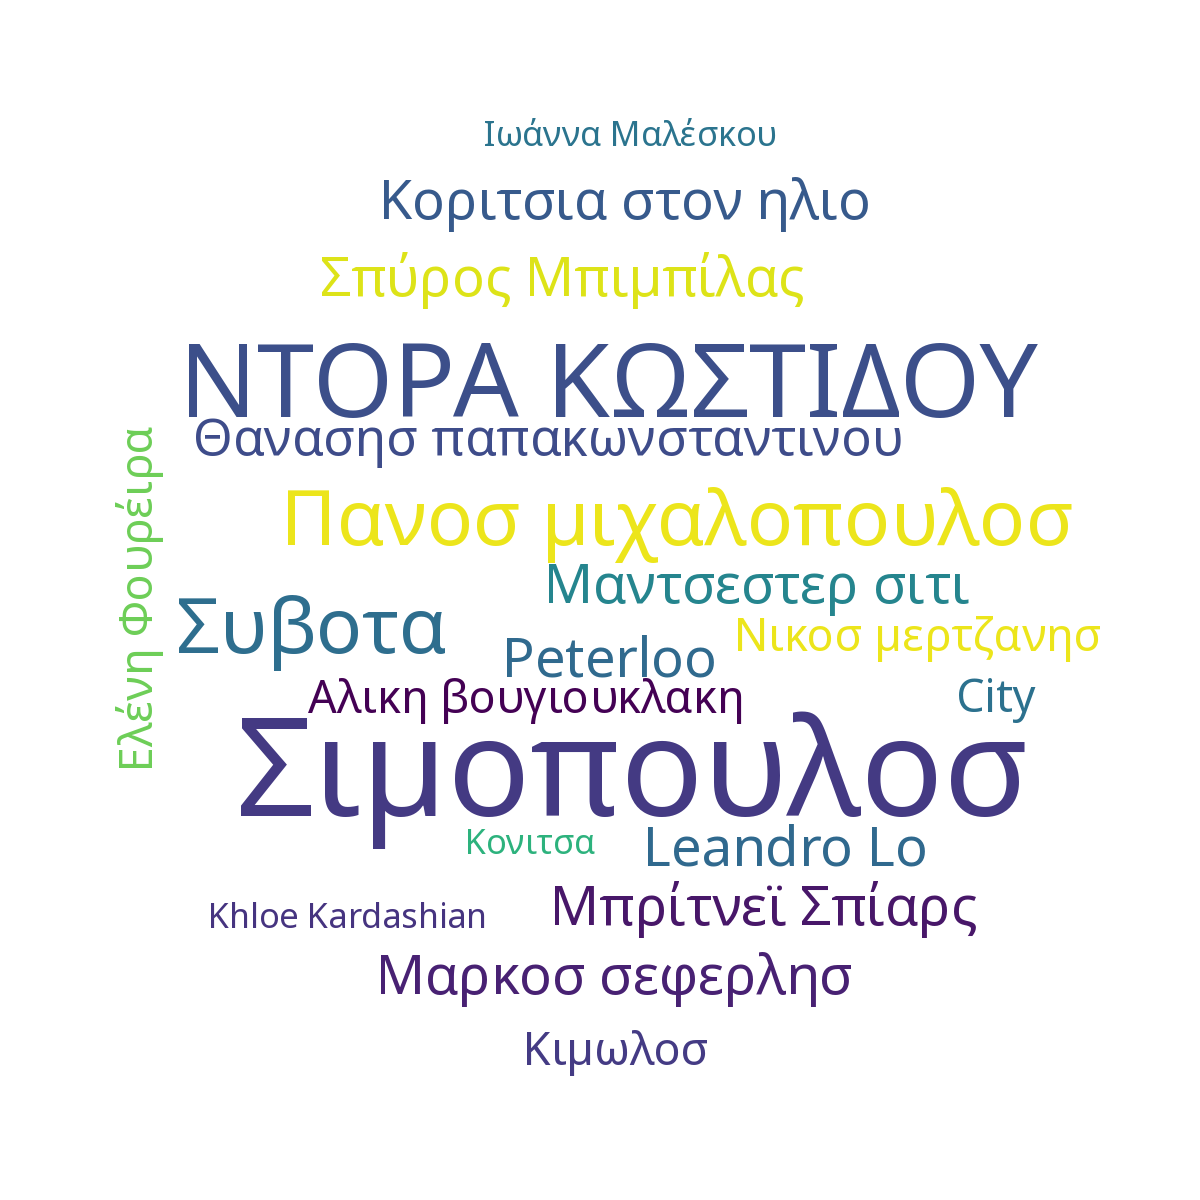 Ιωάννα Μαλέσκου
Κοριτσια στον ηλιο
Σπύρος Μπιμπίλας
ΝΤΟΡΑ ΚΩΣΤΙΔΟΥ
Θανασησ παπακωνσταντινου
Ελένη Φουρέιρα
Πανοσ μιχαλοπουλοσ
Μαντσεστερ σιτι
Συβοτα
Νικοσ μερτζανησ
Peterloo
Αλικη βουγιουκλακη
City
Σιμοπουλοσ
Κονιτσα
Leandro Lo
Μπρίτνεϊ Σπίαρς
Khloe Kardashian
Μαρκοσ σεφερλησ
Κιμωλοσ